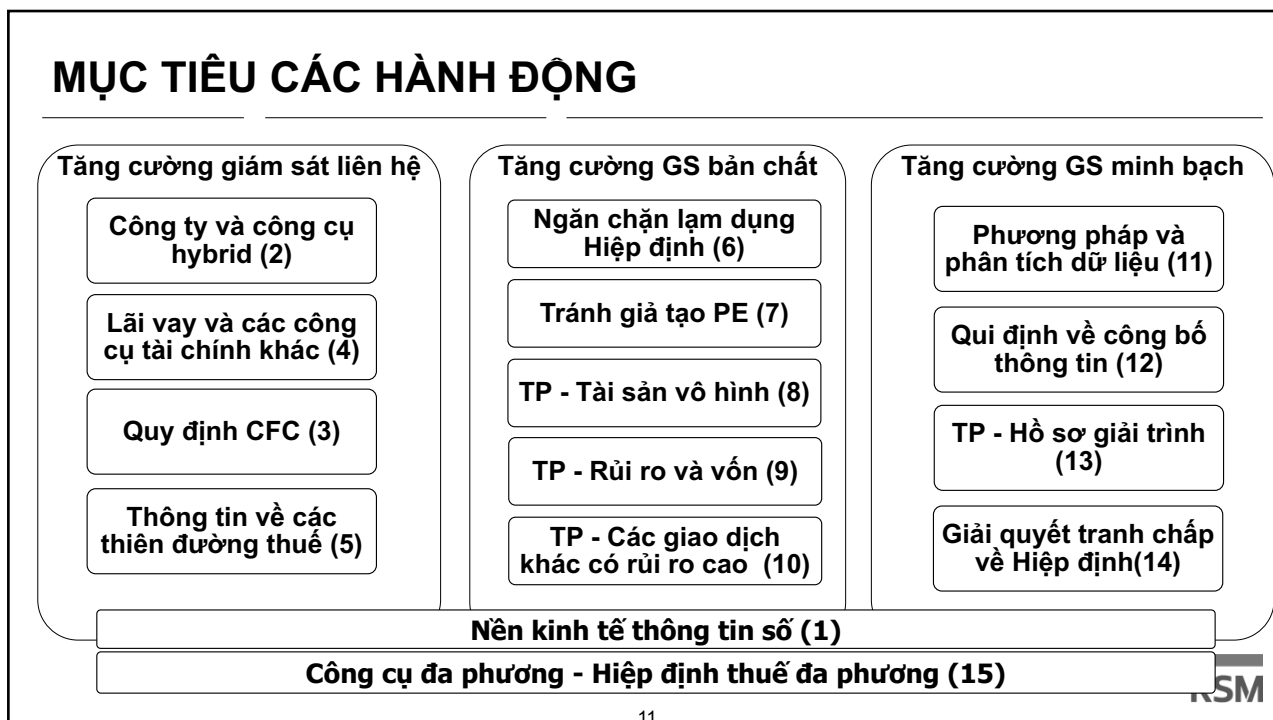 MỤC TIÊU CÁC HÀNH ĐỘNG
Tăng cường giám sát liên hệ
Công ty và công cụ
hybrid (2)
Lãi vay và các công
cụ tài chính khác (4)
Quy định CFC (3)
Thông tin về các
thiên đường thuế (5)
Tăng cường GS bản chất
Ngăn chặn lạm dụng
Hiệp định (6)
Tránh giả tạo PE (7)
TP - Tài sản vô hình (8)
TP - Rủi ro và vốn (9)
TP - Các giao dịch
khác có rủi ro cao (10)
Tăng cường GS minh bạch
Phương pháp và
phân tích dữ liệu (11)
Qui định về công bố
thông tin (12)
TP - Hồ sơ giải trình
(13)
Giải quyết tranh chấp
về Hiệp định(14)
Nền kinh tế thông tin số (1)
Công cụ đa phương - Hiệp định thuế đa phương (15)
RSM
11